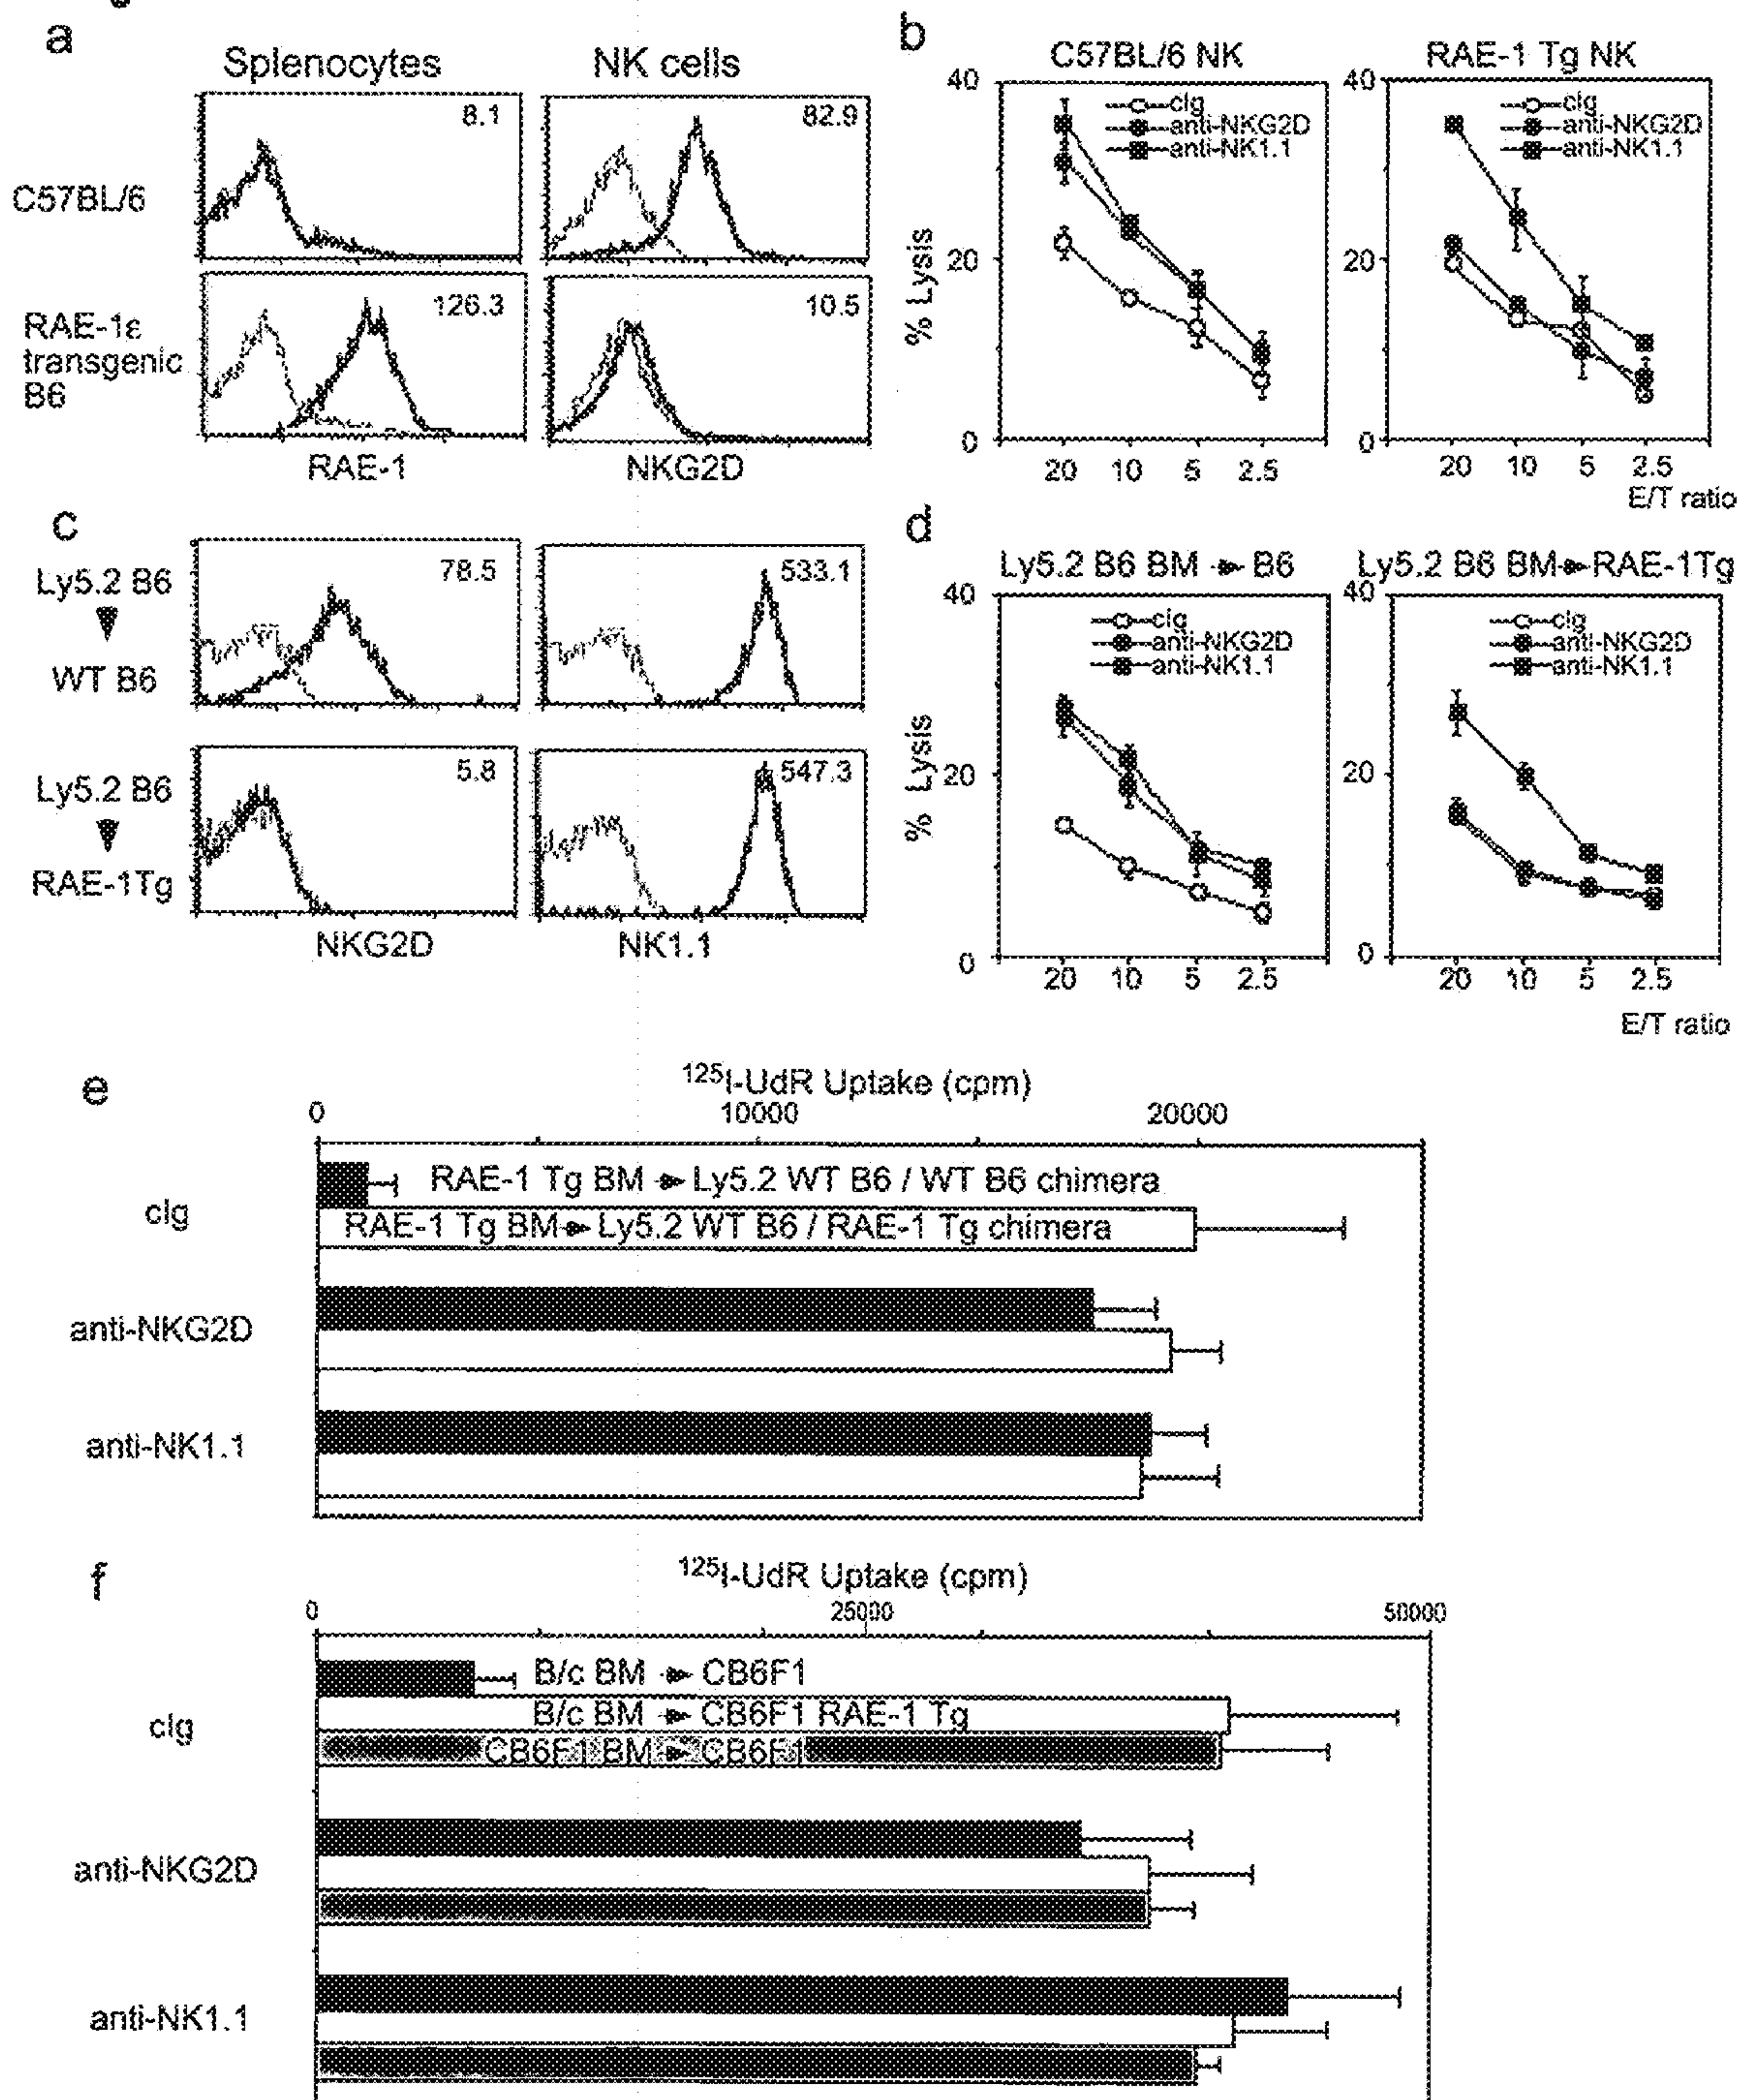 a
Splenocytes
NK cells
8.1
82.9
C57BL/6
126.3
10.5
RAE-1ε
transgenic
B6
RAE-1
NKG2D
b
C57BL/6 NK
RAE-1 Tg NK
40
cIg
anti-NKG2D
anti-NK1.1
40
cIg
anti-NKG2D
anti-NK1.1
% Lysis
20
20
0
0
20 10 5 2.5
20 10 5 2.5
E/T ratio
c
Ly5.2 B6
WT B6
78.5
533.1
Ly5.2 B6
RAE-1Tg
5.8
547.3
NKG2D
NK1.1
d
Ly5.2 B6 BM ➤ B6
Ly5.2 B6 BM ➤ RAE-1Tg
40
cIg
anti-NKG2D
anti-NK1.1
40
cIg
anti-NKG2D
anti-NK1.1
% Lysis
20
20
0
0
20 10 5 2.5
20 10 5 2.5
E/T ratio
e
¹²⁵I-UdR Uptake (cpm)
0 10000 20000
cIg
RAE-1 Tg BM ➤ Ly5.2 WT B6 / WT B6 chimera
RAE-1 Tg BM ➤ Ly5.2 WT B6 / RAE-1 Tg chimera
anti-NKG2D
anti-NK1.1
f
¹²⁵I-UdR Uptake (cpm)
0 25000 50000
cIg
B/c BM ➤ CB6F1
B/c BM ➤ CB6F1 RAE-1 Tg
CB6F1 BM ➤ CB6F1
anti-NKG2D
anti-NK1.1